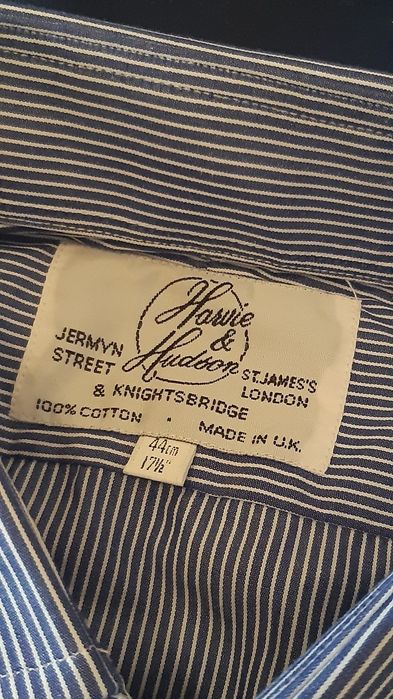 Harvie
&
Hudson
JERMYN
STREET
ST.JAMES'S
LONDON
& KNIGHTSBRIDGE
100% COTTON . MADE IN U.K.
44cm
17½"